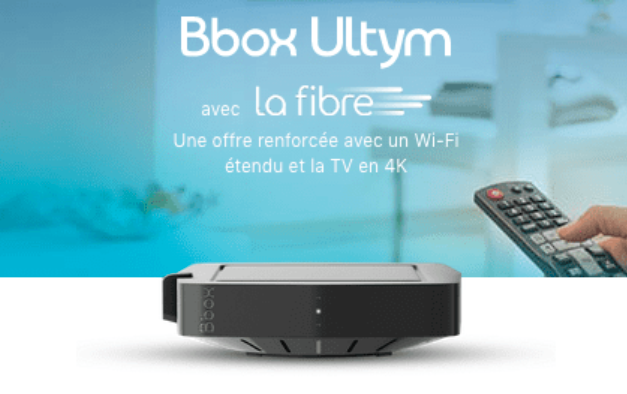 Bbox Ultym
avec la fibre
Une offre renforcée avec un Wi-Fi
étendu et la TV en 4K
Bbox